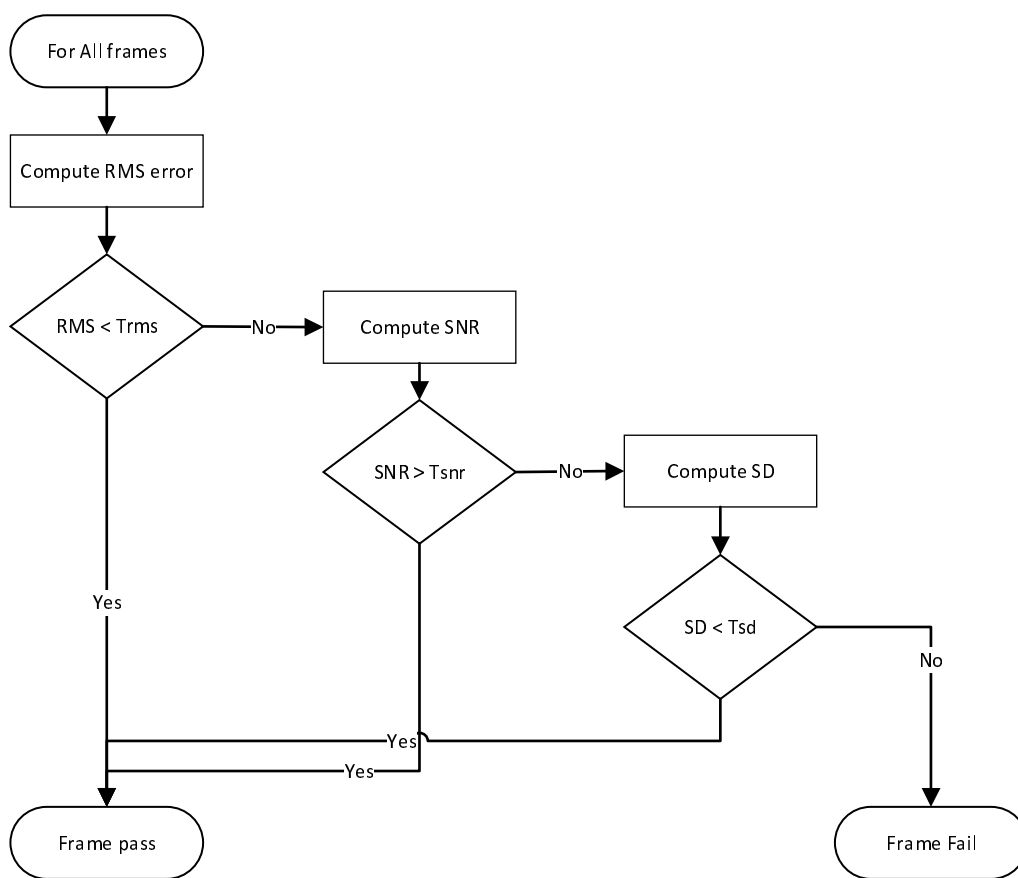 For All frames
Compute RMS error
RMS < Trms
No
Compute SNR
SNR > Tsnr
No
Compute SD
Yes
SD < Tsd
No
Yes
Yes
Frame pass
Frame Fail